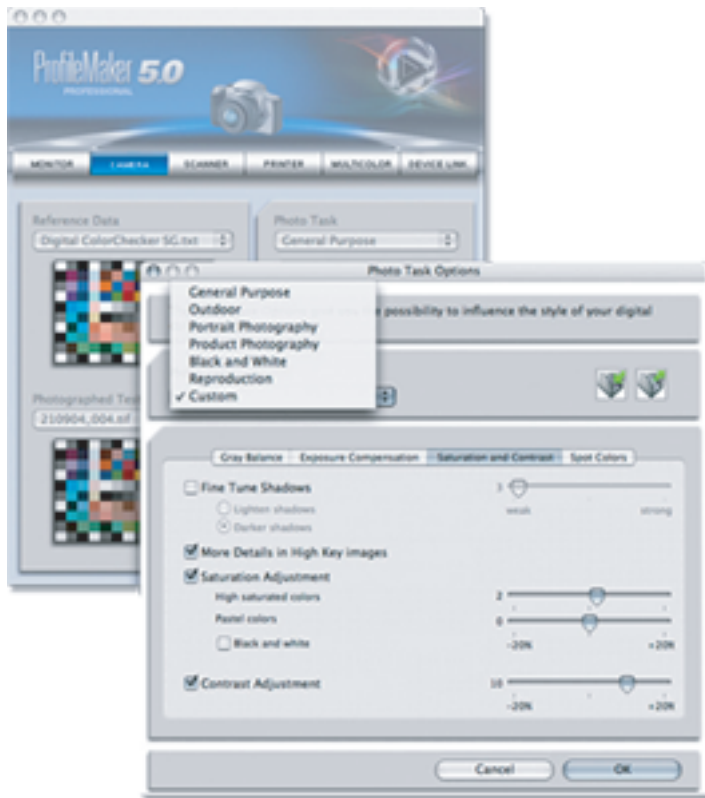 ProfileMaker 5.0
PROFESSIONAL
MONITOR CAMERA SCANNER PRINTER MULTICOLOR DEVICE LINK
Reference Data
Digital ColorChecker SG.txt
Photo Task
General Purpose
Photographed Tes
210904_004.tif
Photo Task Options
possibility to influence the style of your digital
General Purpose
Outdoor
Portrait Photography
Product Photography
Black and White
Reproduction
✓ Custom
Gray Balance Exposure Compensation Saturation and Contrast Spot Colors
Fine Tune Shadows 3
weak strong
Lighten shadows
Darker shadows
More Details in High Key images
Saturation Adjustment
High saturated colors 2
Pastel colors 0
Black and white -20% +20%
Contrast Adjustment 10
-20% +20%
Cancel OK